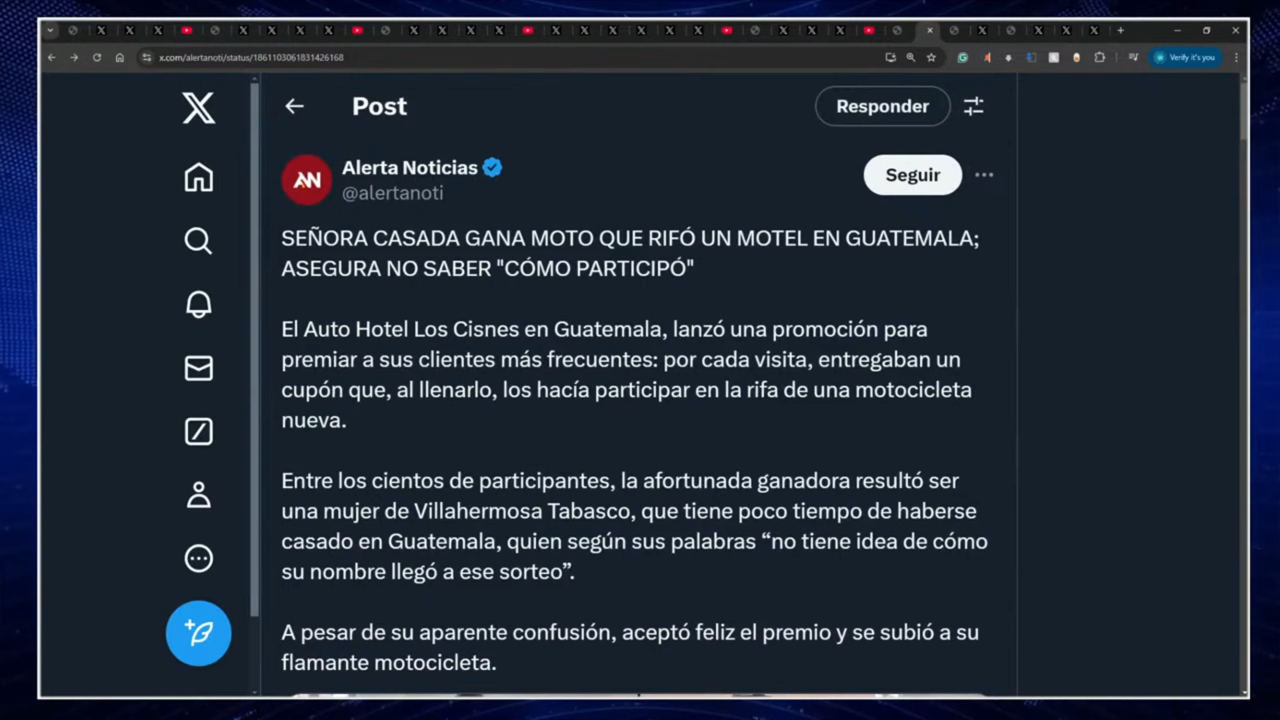 x.com/alertanoti/status/1861103061831426168
Verify it's you
Post
Responder
Alerta Noticias
@alertanoti
Seguir
SEÑORA CASADA GANA MOTO QUE RIFÓ UN MOTEL EN GUATEMALA;
ASEGURA NO SABER "CÓMO PARTICIPÓ"
El Auto Hotel Los Cisnes en Guatemala, lanzó una promoción para
premiar a sus clientes más frecuentes: por cada visita, entregaban un
cupón que, al llenarlo, los hacía participar en la rifa de una motocicleta
nueva.
Entre los cientos de participantes, la afortunada ganadora resultó ser
una mujer de Villahermosa Tabasco, que tiene poco tiempo de haberse
casado en Guatemala, quien según sus palabras “no tiene idea de cómo
su nombre llegó a ese sorteo”.
A pesar de su aparente confusión, aceptó feliz el premio y se subió a su
flamante motocicleta.